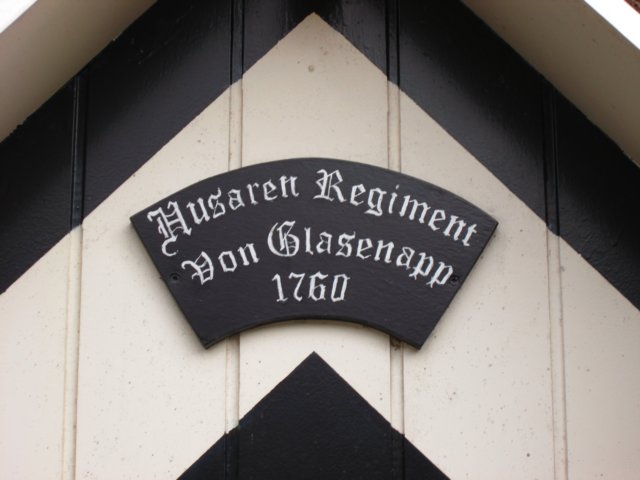 Husaren Regiment
Von Glasenapp
1760